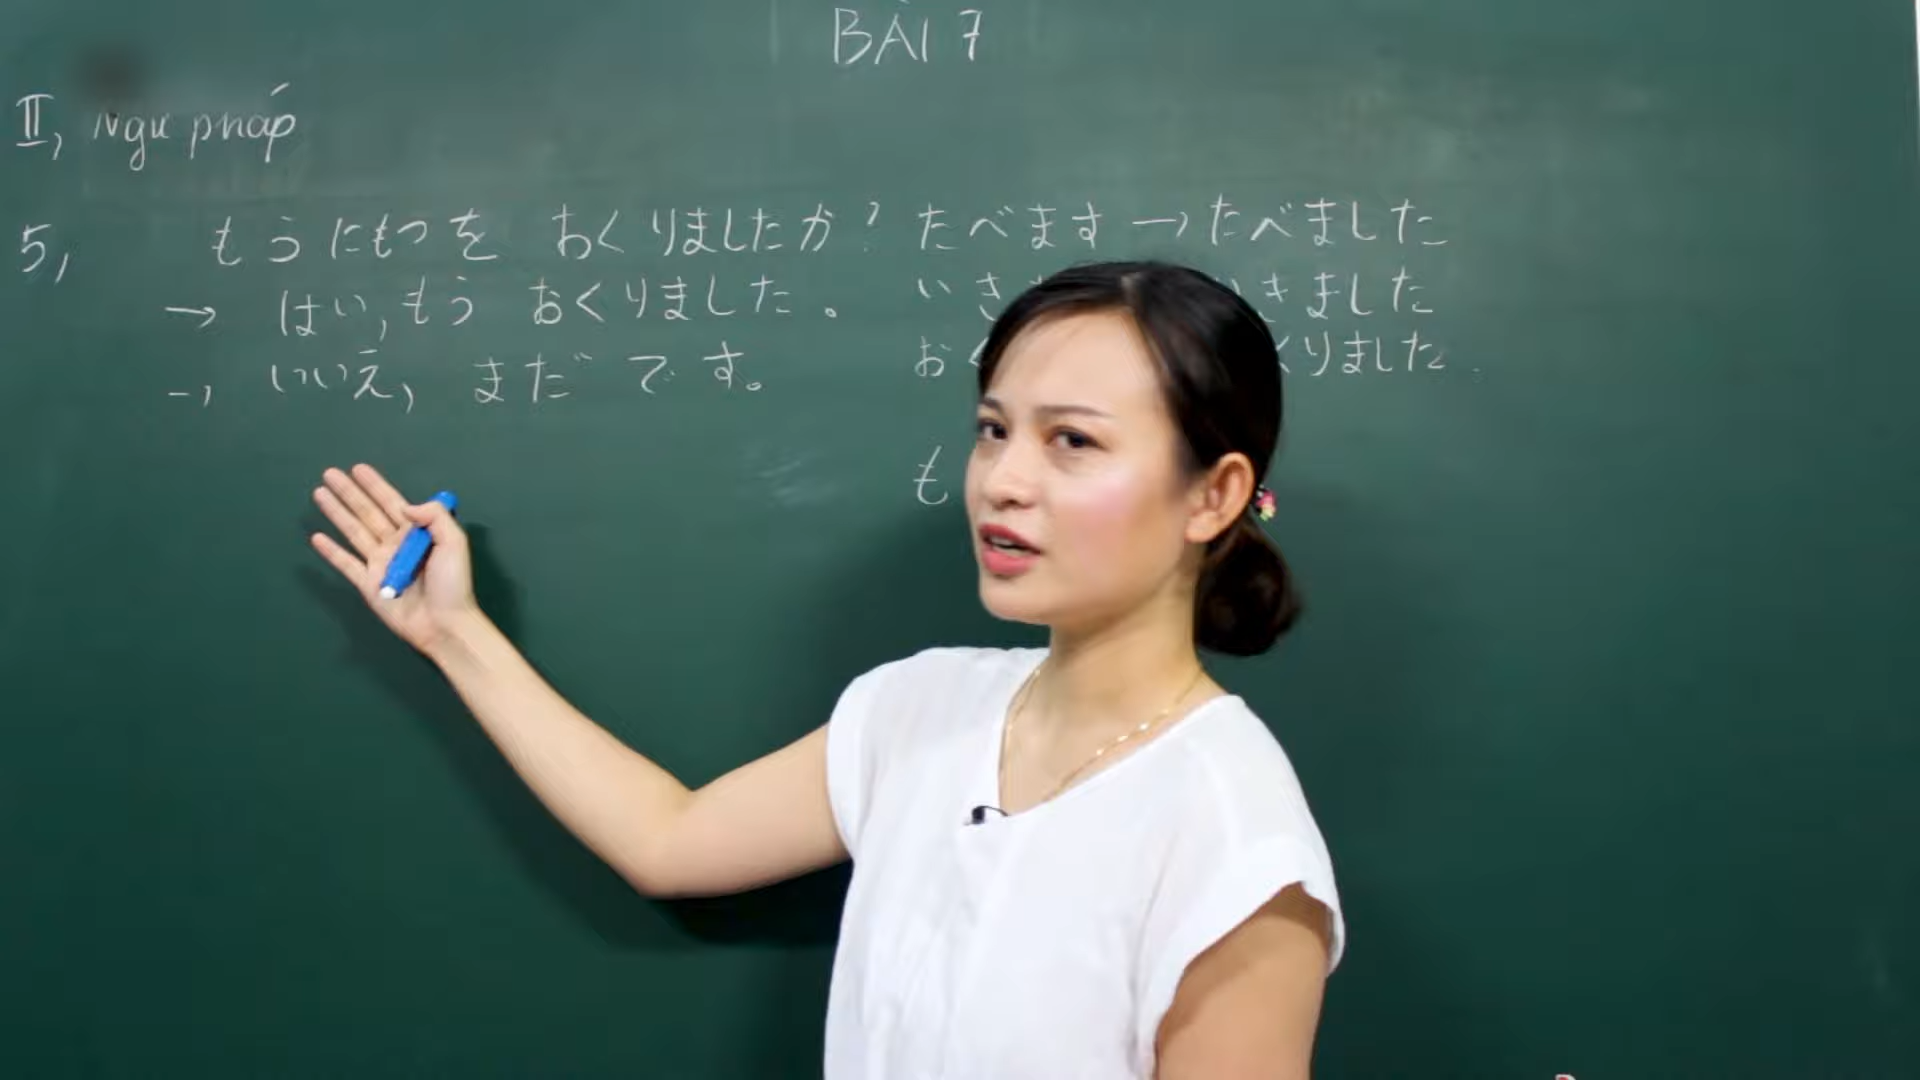 BÀI 7
II, Ngữ pháp
5, もう にもつ を おくりましたか? たべます → たべました
→ はい, もう おくりました。 いき きました
→, いいえ, まだ です。 お りました.
も